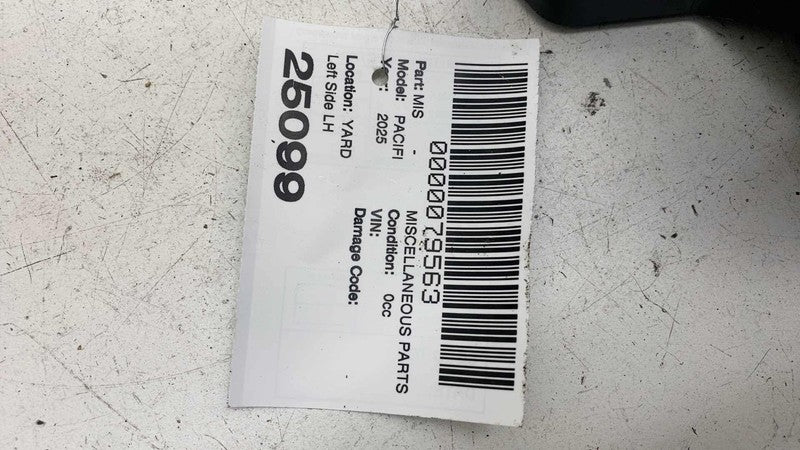 0000079563
Part: MIS - MISCELLANEOUS PARTS
Model: PACIFI Condition: 0cc
2025 VIN:
Location: YARD Damage Code:
Left Side LH
25099